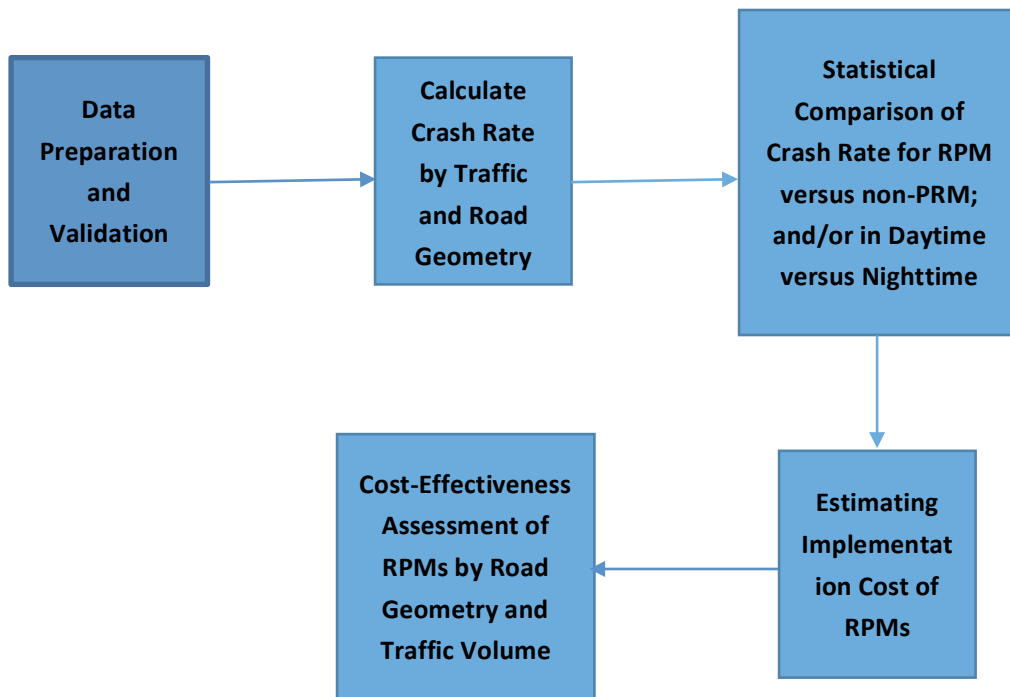 Data
Preparation
and
Validation
Calculate
Crash Rate
by Traffic
and Road
Geometry
Statistical
Comparison of
Crash Rate for RPM
versus non-PRM;
and/or in Daytime
versus Nighttime
Estimating
Implementat
ion Cost of
RPMs
Cost-Effectiveness
Assessment of
RPMs by Road
Geometry and
Traffic Volume